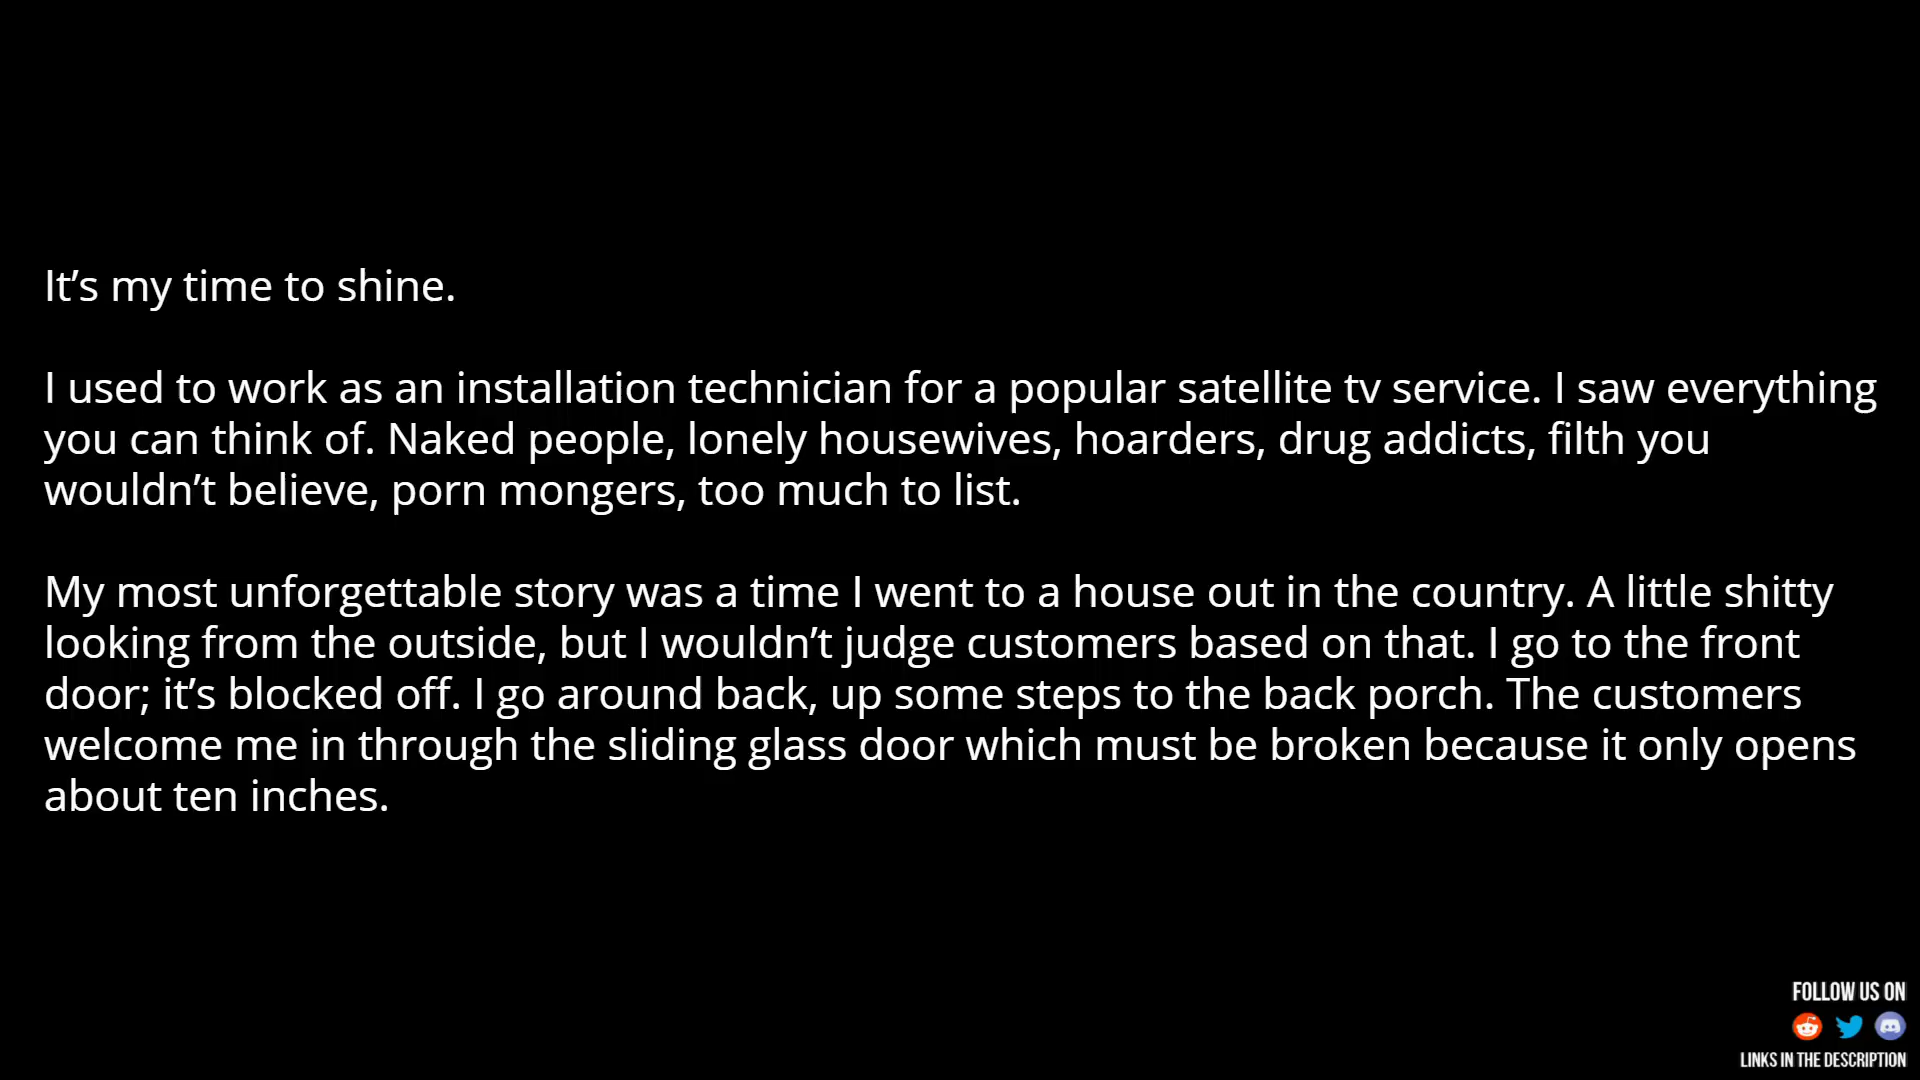 It’s my time to shine.
I used to work as an installation technician for a popular satellite tv service. I saw everything
you can think of. Naked people, lonely housewives, hoarders, drug addicts, filth you
wouldn’t believe, porn mongers, too much to list.
My most unforgettable story was a time I went to a house out in the country. A little shitty
looking from the outside, but I wouldn’t judge customers based on that. I go to the front
door; it’s blocked off. I go around back, up some steps to the back porch. The customers
welcome me in through the sliding glass door which must be broken because it only opens
about ten inches.
FOLLOW US ON
LINKS IN THE DESCRIPTION